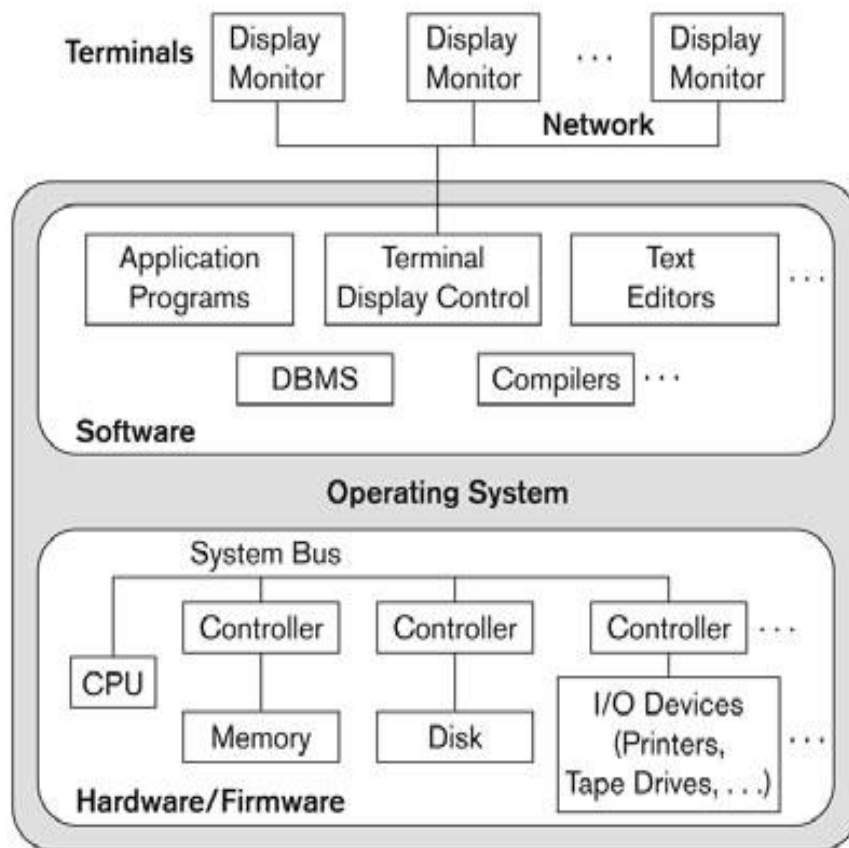 Terminals
Display
Monitor
Display
Monitor
. . .
Display
Monitor
Network
Application
Programs
Terminal
Display Control
Text
Editors
. . .
DBMS
Compilers
. . .
Software
Operating System
System Bus
Controller
Controller
Controller
. . .
CPU
Memory
Disk
I/O Devices
(Printers,
Tape Drives, . . .)
. . .
Hardware/Firmware